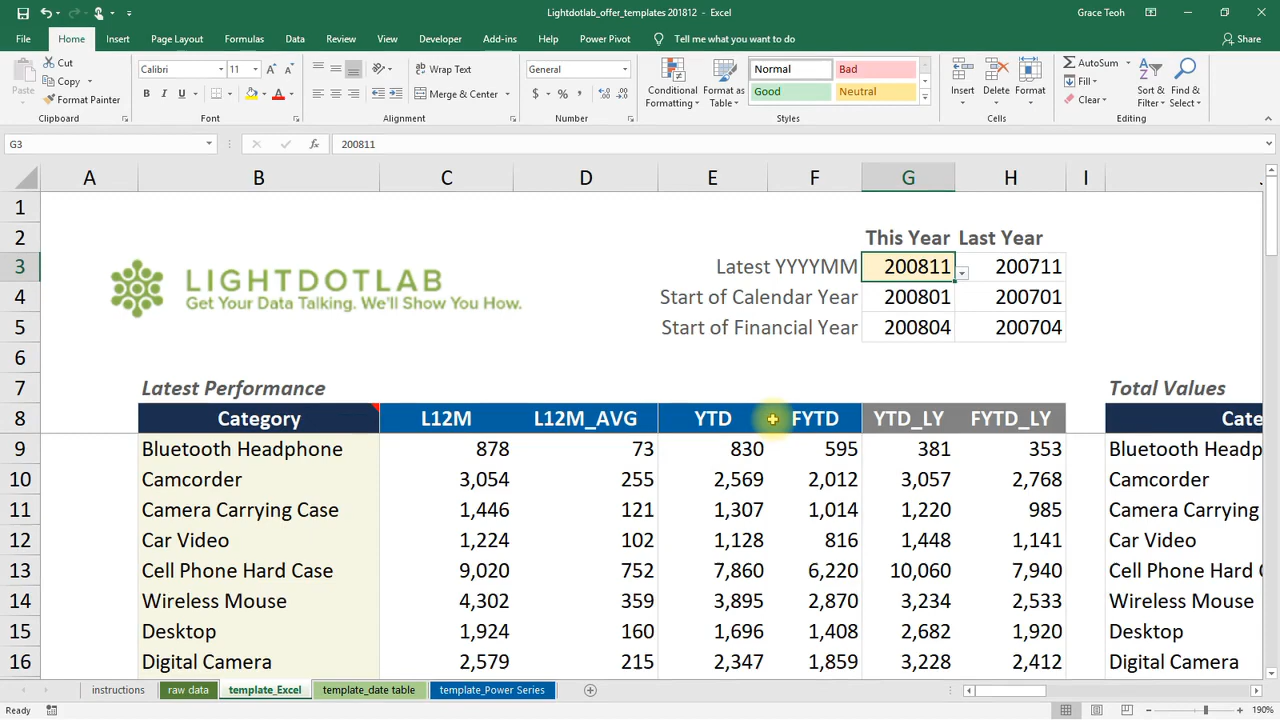 Lightdotlab_offer_templates 201812 - Excel
Grace Teoh
File Home Insert Page Layout Formulas Data Review View Developer Add-ins Help Power Pivot Tell me what you want to do Share
Paste
Cut
Copy
Format Painter
Clipboard
Calibri 11
B I U
Font
Wrap Text
Merge & Center
Alignment
General
$ % ,
Number
Conditional Formatting
Format as Table
Normal Bad
Good Neutral
Styles
Insert Delete Format
Cells
AutoSum
Fill
Clear
Sort & Filter
Find & Select
Editing
G3 fx 200811
A B C D E F G H I
1
2 This Year Last Year
3 Latest YYYYMM 200811 200711
4 Start of Calendar Year 200801 200701
5 Start of Financial Year 200804 200704
LIGHTDOTLAB
Get Your Data Talking. We'll Show You How.
6
7 Latest Performance Total Values
8 Category L12M L12M_AVG YTD FYTD YTD_LY FYTD_LY Cate
9 Bluetooth Headphone 878 73 830 595 381 353 Bluetooth Headp
10 Camcorder 3,054 255 2,569 2,012 3,057 2,768 Camcorder
11 Camera Carrying Case 1,446 121 1,307 1,014 1,220 985 Camera Carrying
12 Car Video 1,224 102 1,128 816 1,448 1,141 Car Video
13 Cell Phone Hard Case 9,020 752 7,860 6,220 10,060 7,940 Cell Phone Hard
14 Wireless Mouse 4,302 359 3,895 2,870 3,234 2,533 Wireless Mouse
15 Desktop 1,924 160 1,696 1,408 2,682 1,920 Desktop
16 Digital Camera 2,579 215 2,347 1,859 3,228 2,412 Digital Camera
instructions raw data template_Excel template_date table template_Power Series
Ready 190%